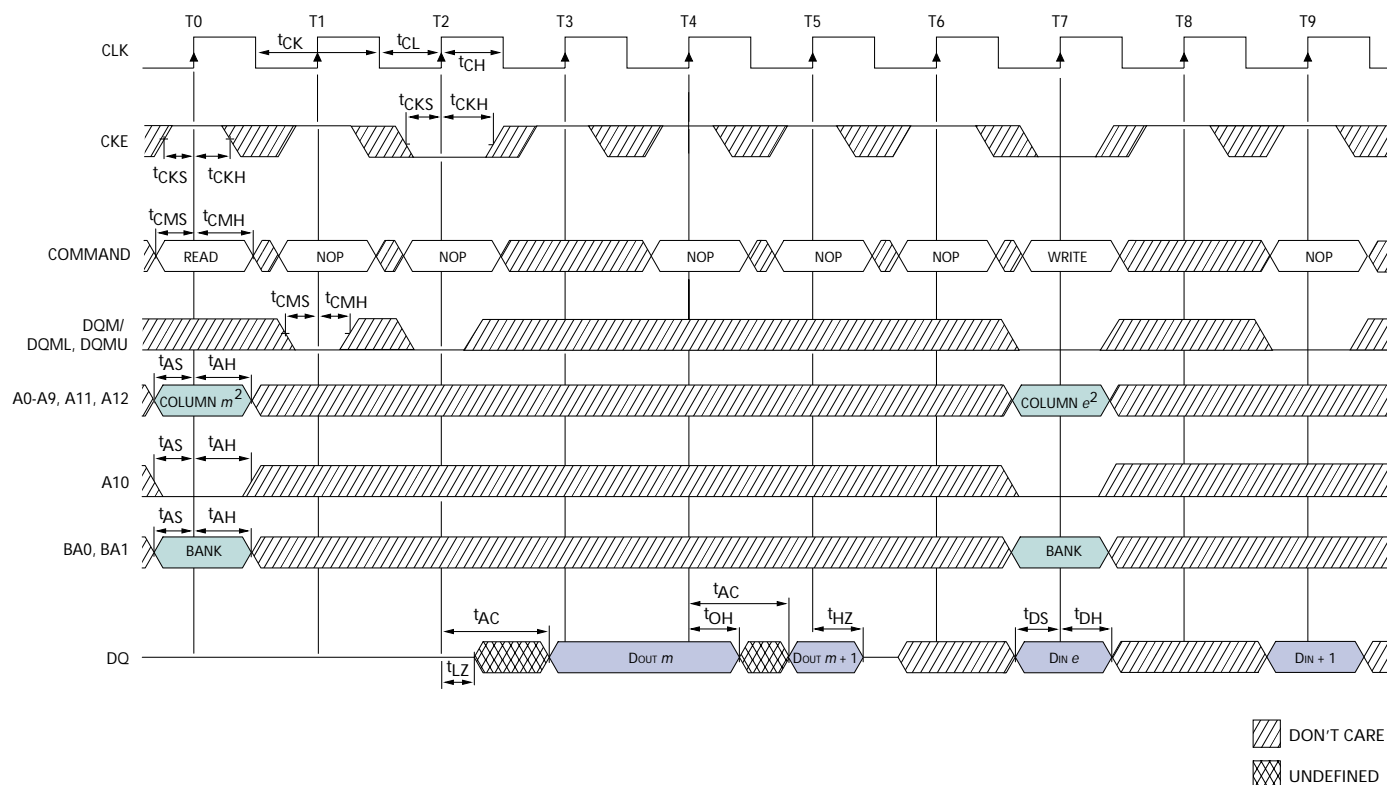 T0 T1 T2 T3 T4 T5 T6 T7 T8 T9
CLK
tCK tCL
tCH
tCKS tCKH
CKE
tCKS tCKH
tCMS tCMH
COMMAND READ NOP NOP NOP NOP NOP WRITE NOP
tCMS tCMH
DQM/
DQML, DQMU
tAS tAH
A0-A9, A11, A12 COLUMN m2 COLUMN e2
tAS tAH
A10
tAS tAH
BA0, BA1 BANK BANK
tAC
tAC tOH tHZ tDS tDH
DQ DOUT m DOUT m + 1 DIN e DIN + 1
tLZ
DON'T CARE
UNDEFINED